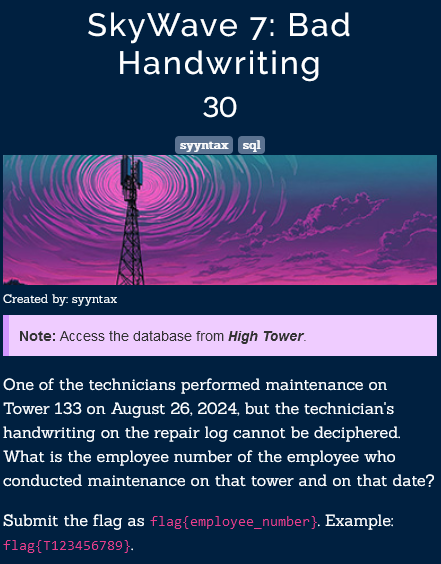 SkyWave 7: Bad
Handwriting
30
syyntax sql
Created by: syyntax
Note: Access the database from High Tower.
One of the technicians performed maintenance on
Tower 133 on August 26, 2024, but the technician's
handwriting on the repair log cannot be deciphered.
What is the employee number of the employee who
conducted maintenance on that tower and on that date?
Submit the flag as flag{employee_number}. Example:
flag{T123456789}.